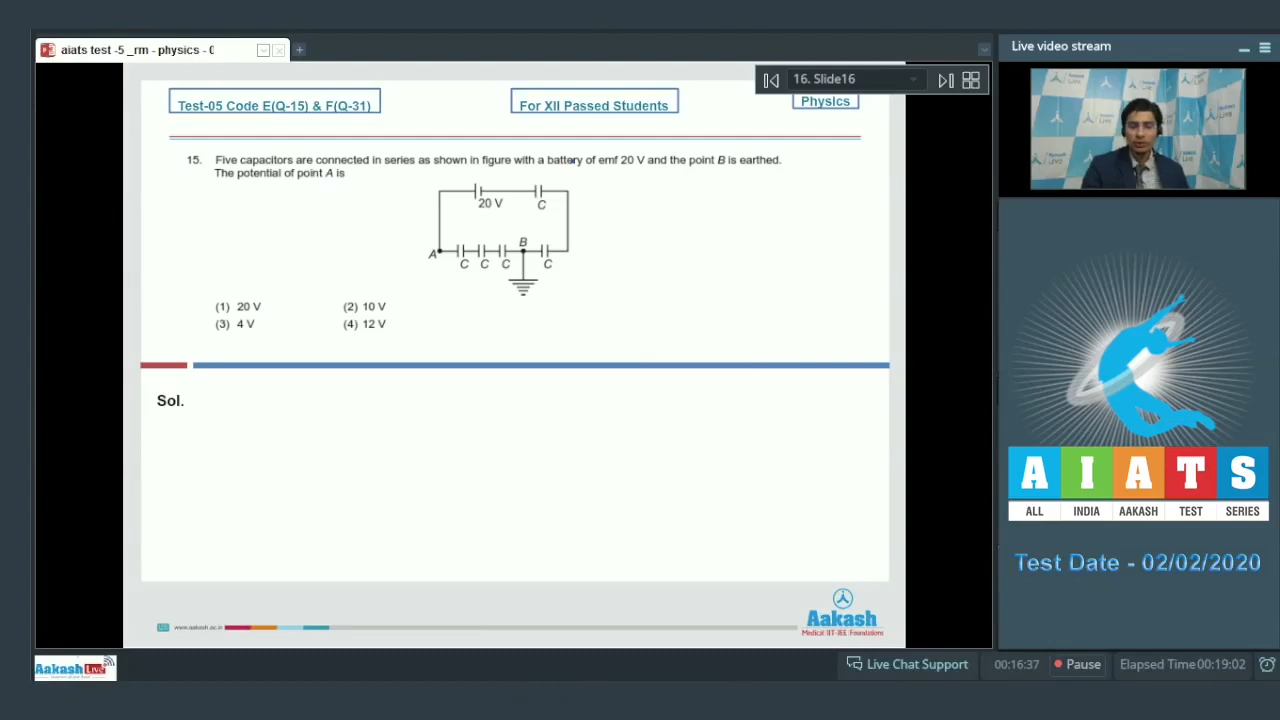 aiats test -5 _rm - physics - 0
Live video stream
16. Slide16
Test-05 Code E(Q-15) & F(Q-31)
For XII Passed Students
Physics
15. Five capacitors are connected in series as shown in figure with a battery of emf 20 V and the point B is earthed.
The potential of point A is
20 V
C
B
A
C C C C
(1) 20 V (2) 10 V
(3) 4 V (4) 12 V
Sol.
A I A T S
ALL INDIA AAKASH TEST SERIES
Test Date - 02/02/2020
www.aakash.ac.in
Aakash
Medical | IIT-JEE | Foundations
Aakash Live
Live Chat Support
00:16:37
Pause
Elapsed Time 00:19:02